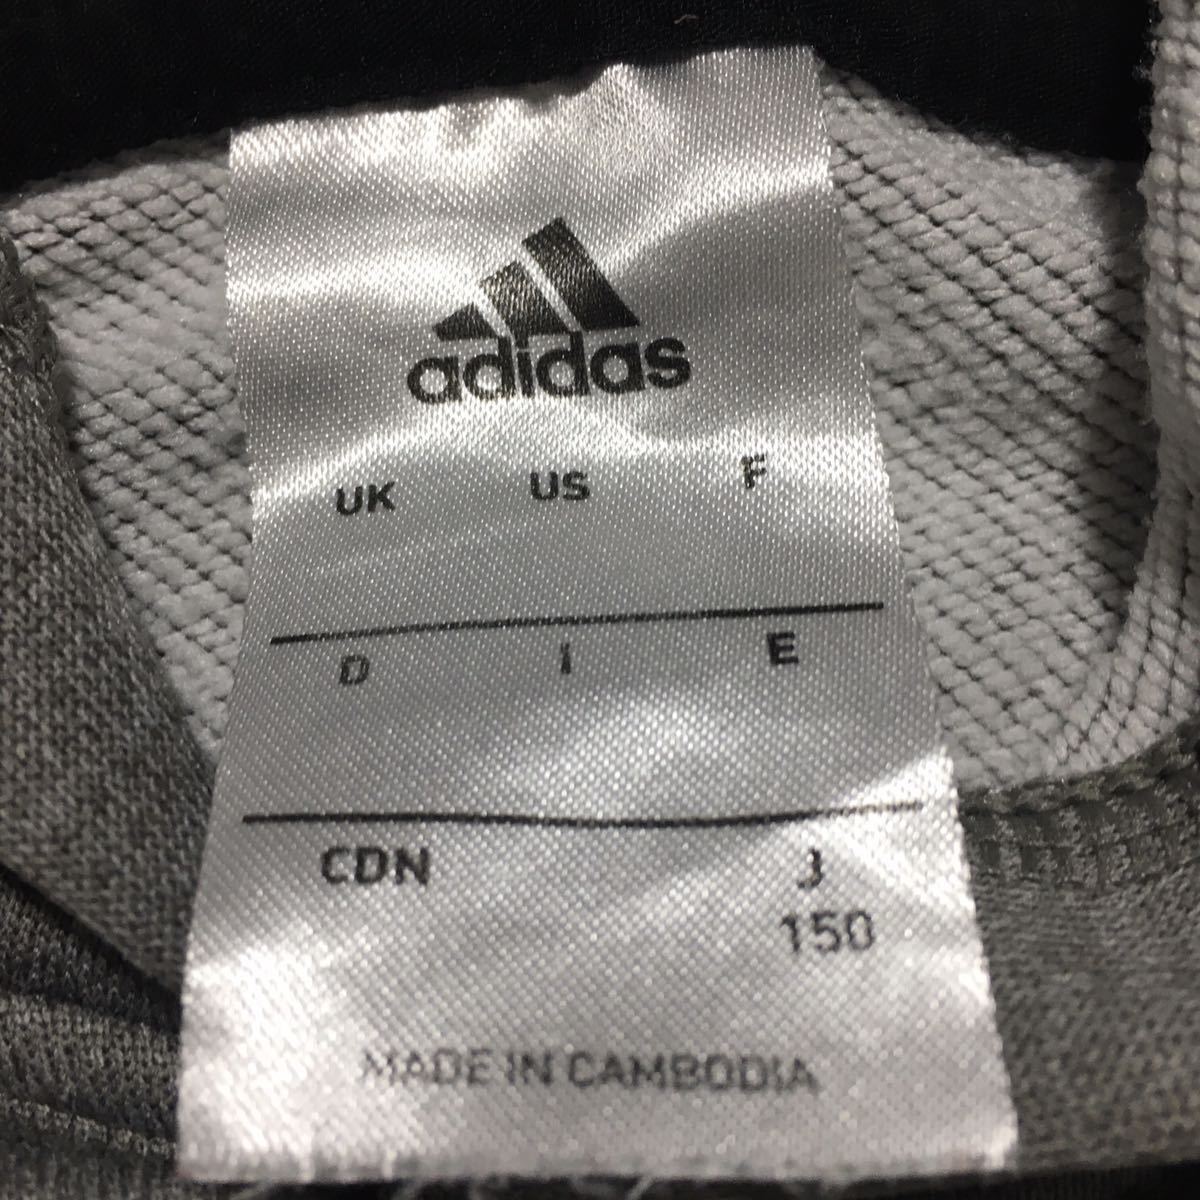 adidas
UK US F
D I E
CDN J
150
MADE IN CAMBODIA